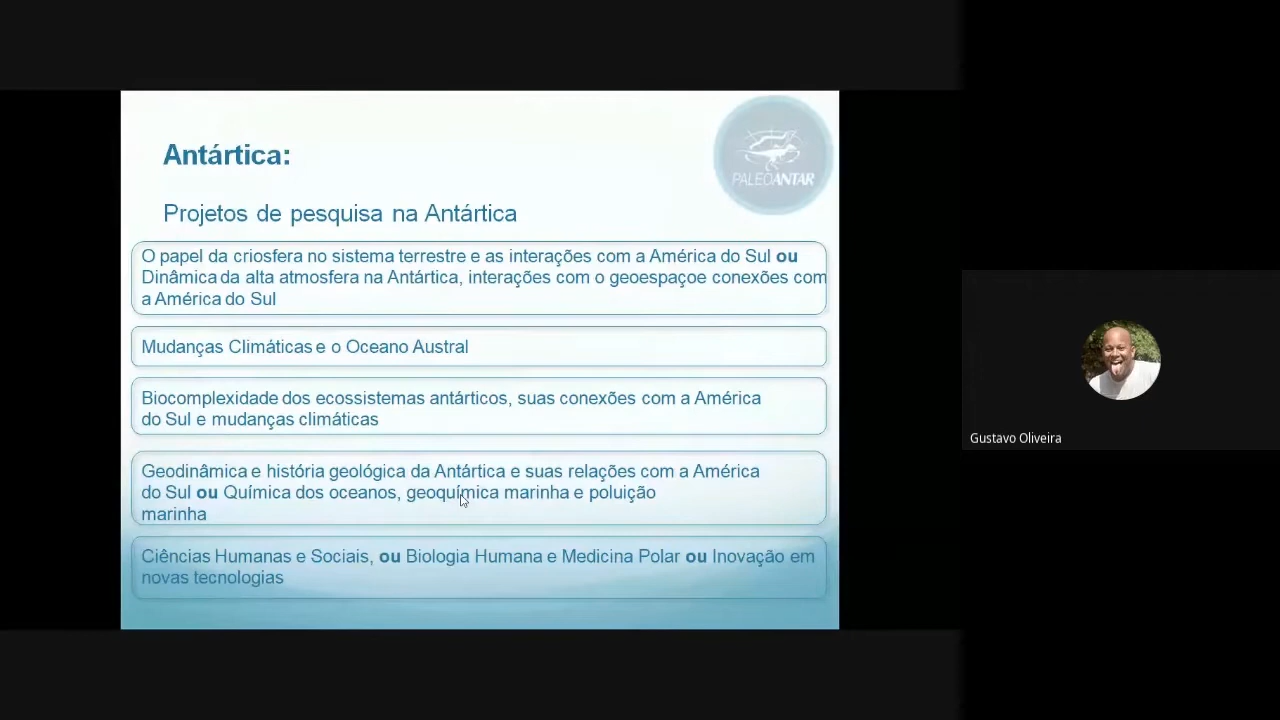 Antártica:
PALEOANTAR
Projetos de pesquisa na Antártica
O papel da criosfera no sistema terrestre e as interações com a América do Sul ou
Dinâmica da alta atmosfera na Antártica, interações com o geoespaçoe conexões com
a América do Sul
Mudanças Climáticas e o Oceano Austral
Biocomplexidade dos ecossistemas antárticos, suas conexões com a América
do Sul e mudanças climáticas
Geodinâmica e história geológica da Antártica e suas relações com a América
do Sul ou Química dos oceanos, geoquímica marinha e poluição
marinha
Ciências Humanas e Sociais, ou Biologia Humana e Medicina Polar ou Inovação em
novas tecnologias
Gustavo Oliveira